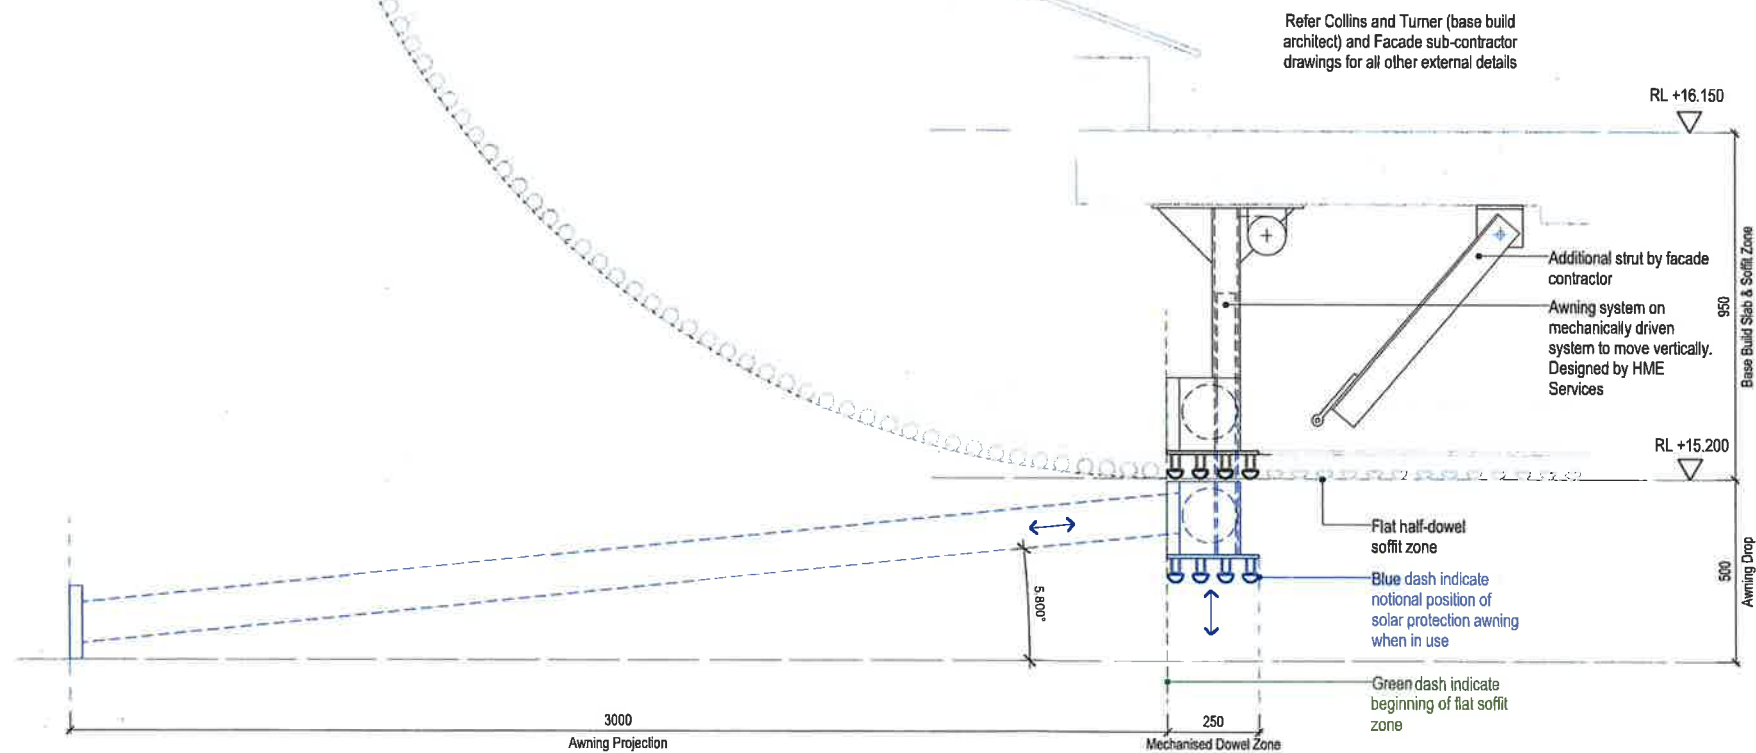 Refer Collins and Turner (base build
architect) and Facade sub-contractor
drawings for all other external details
RL +16.150
Additional strut by facade
contractor
Awning system on
mechanically driven
system to move vertically.
Designed by HME
Services
950
Base Build Slab & Soffit Zone
RL +15.200
Flat half-dowel
soffit zone
Blue dash indicate
notional position of
solar protection awning
when in use
500
Awning Drop
5.800°
Green dash indicate
beginning of flat soffit
zone
3000
Awning Projection
250
Mechanised Dowel Zone